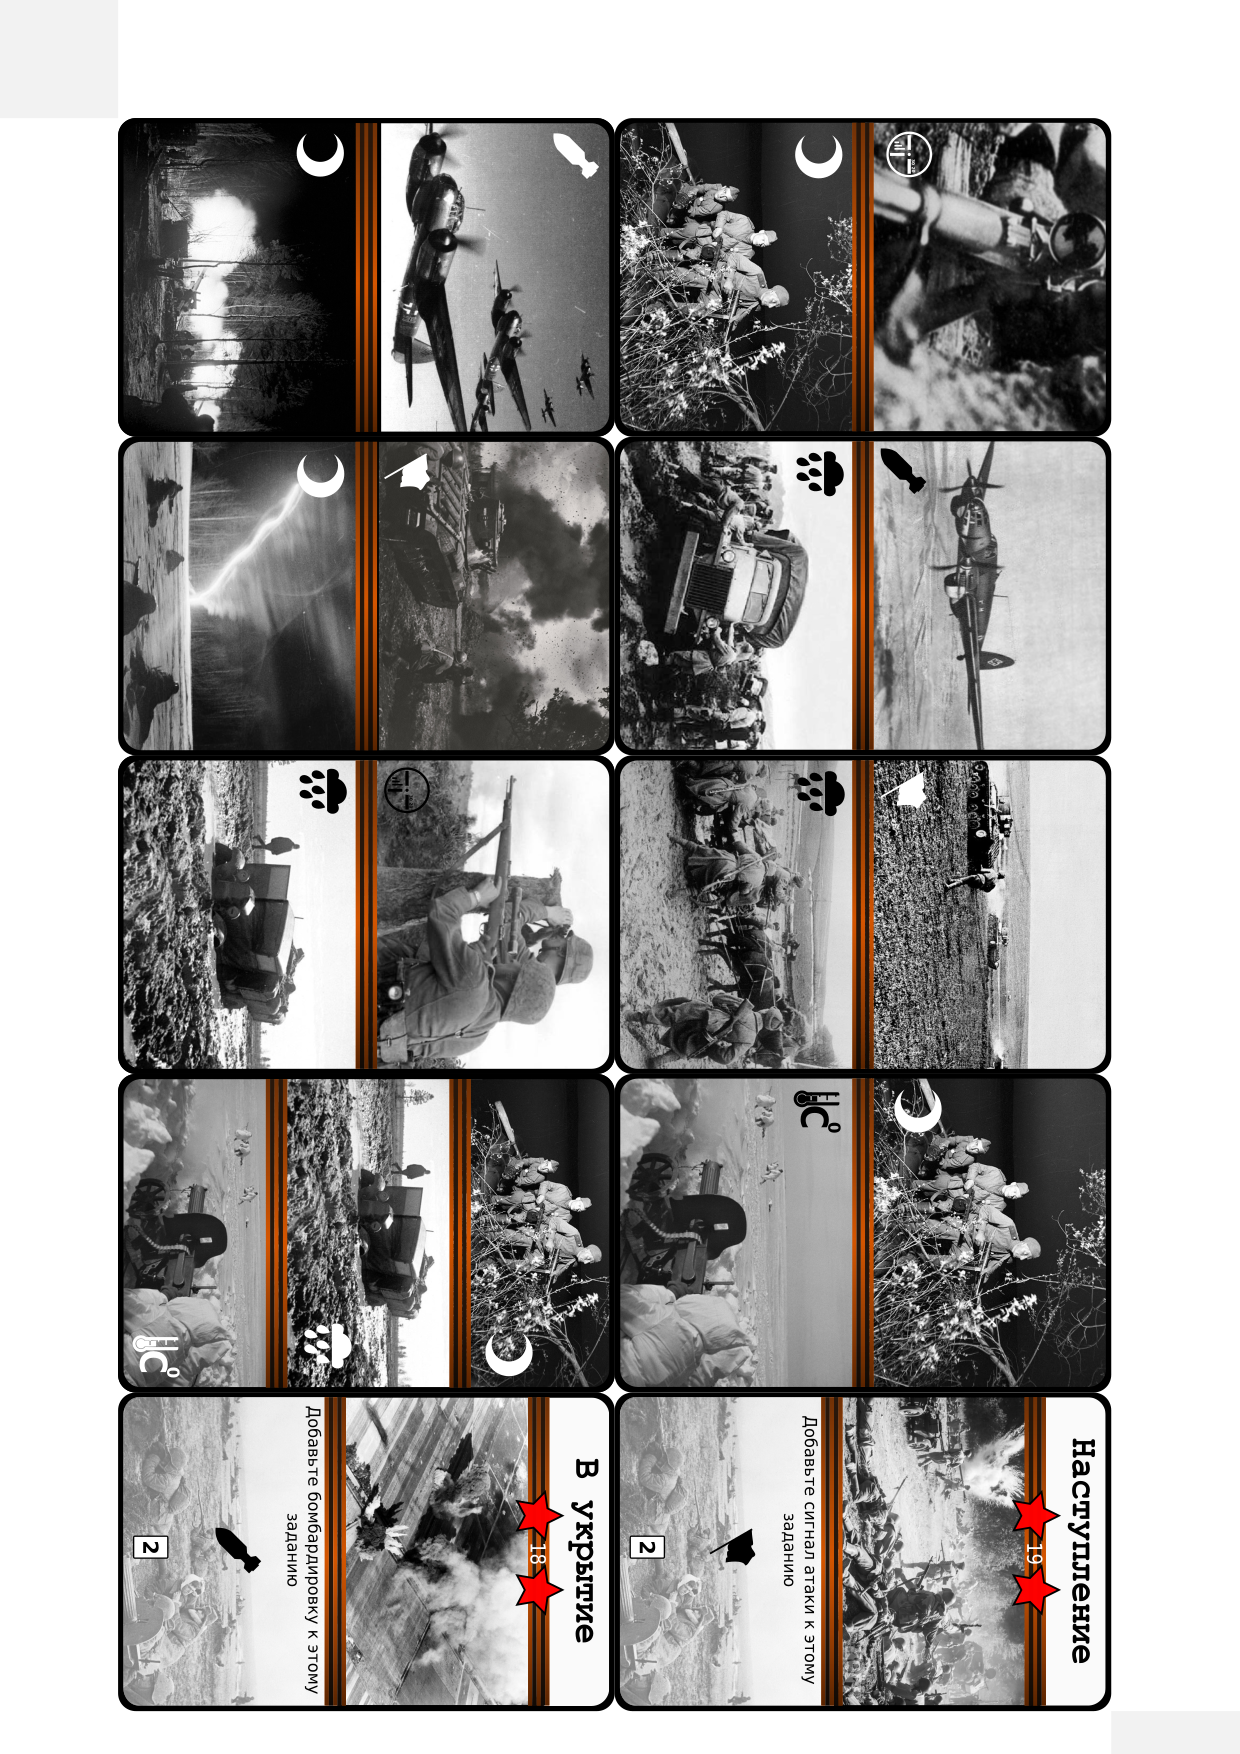 C°
C°
В укрытие
18
Добавьте бомбардировку к этому
заданию
2
Наступление
19
Добавьте сигнал атаки к этому
заданию
2